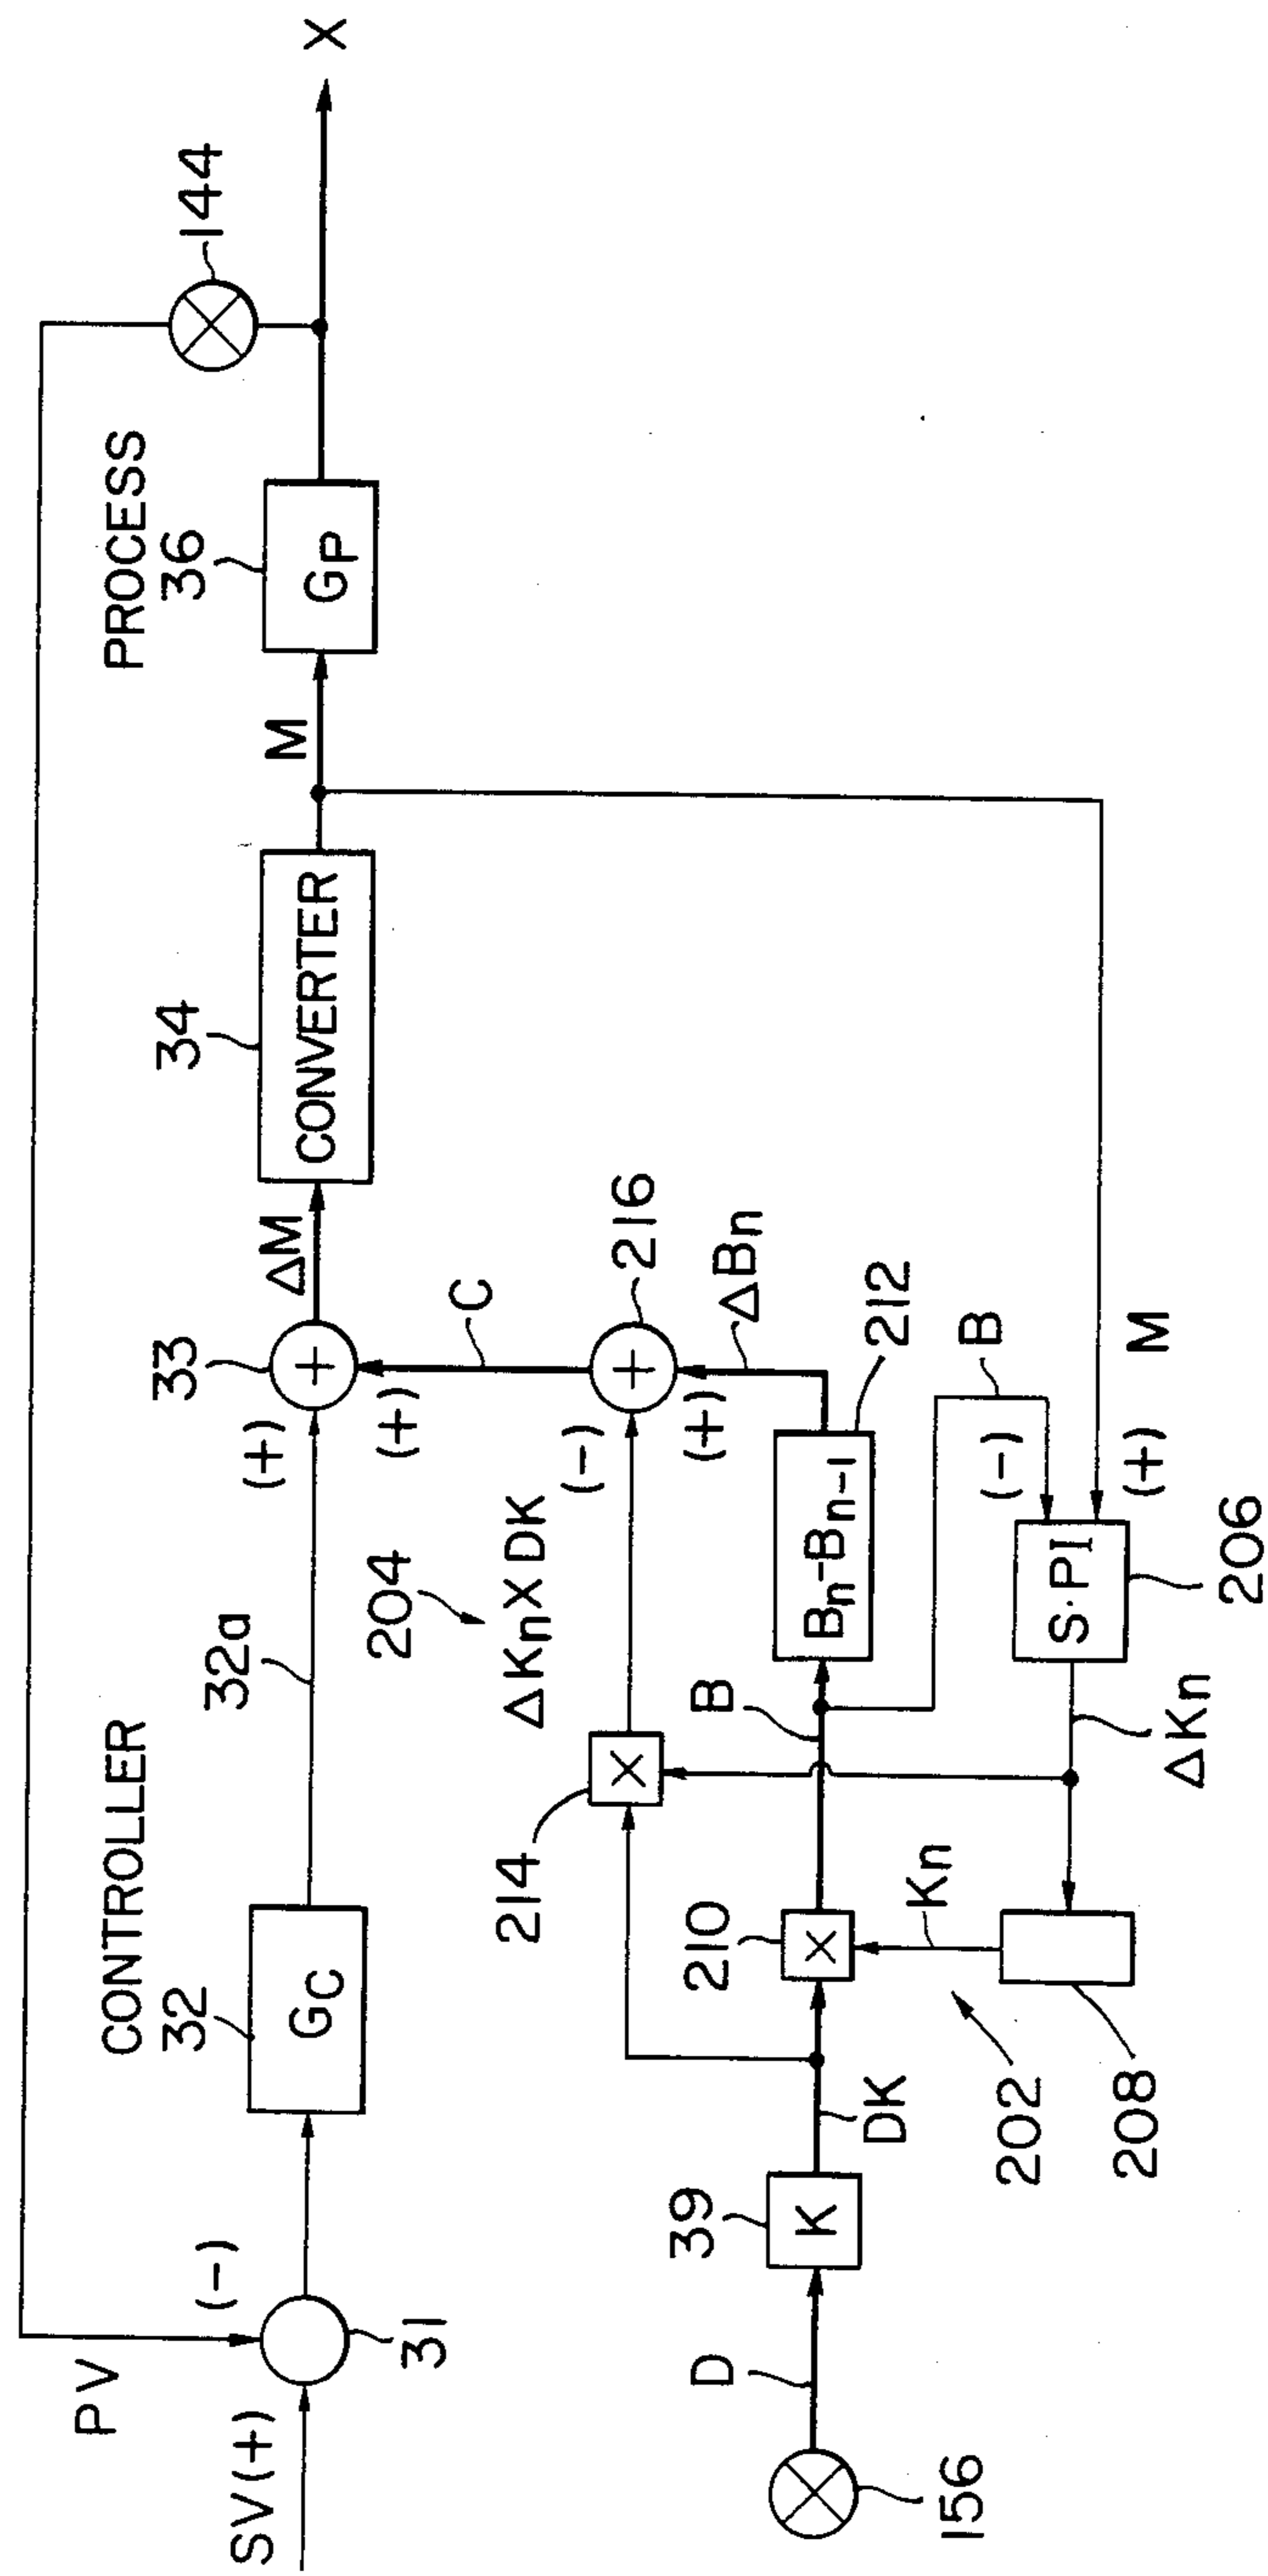 PV
SV(+)
(-)
31
CONTROLLER
32
GC
32a
(+)
33
(+)
ΔM
34
CONVERTER
M
PROCESS
36
GP
144
X
C
204
ΔKn×DK
(-)
216
(+)
ΔBn
214
×
156
D
39
K
DK
210
×
B
Bn-Bn-1
212
B
Kn
202
208
ΔKn
S·PI
206
(-)
(+)
M
+
+